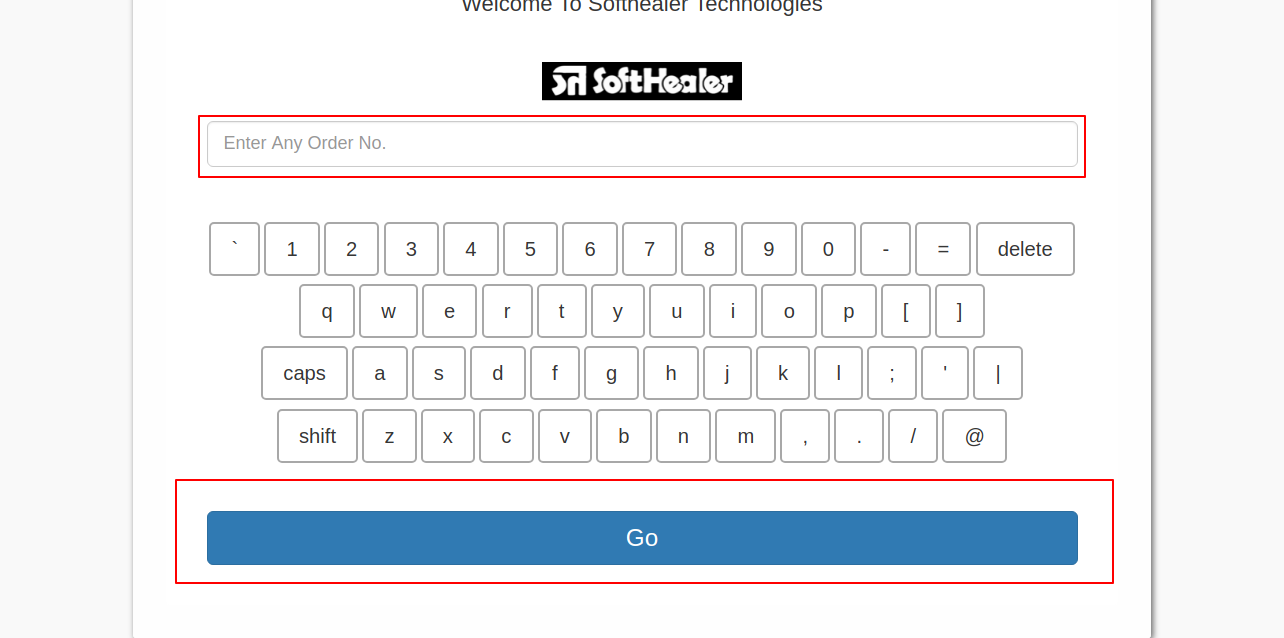 Welcome To Softhealer Technologies
SoftHealer
Enter Any Order No.
` 1 2 3 4 5 6 7 8 9 0 - = delete
q w e r t y u i o p [ ]
caps a s d f g h j k l ; ' |
shift z x c v b n m , . / @
Go